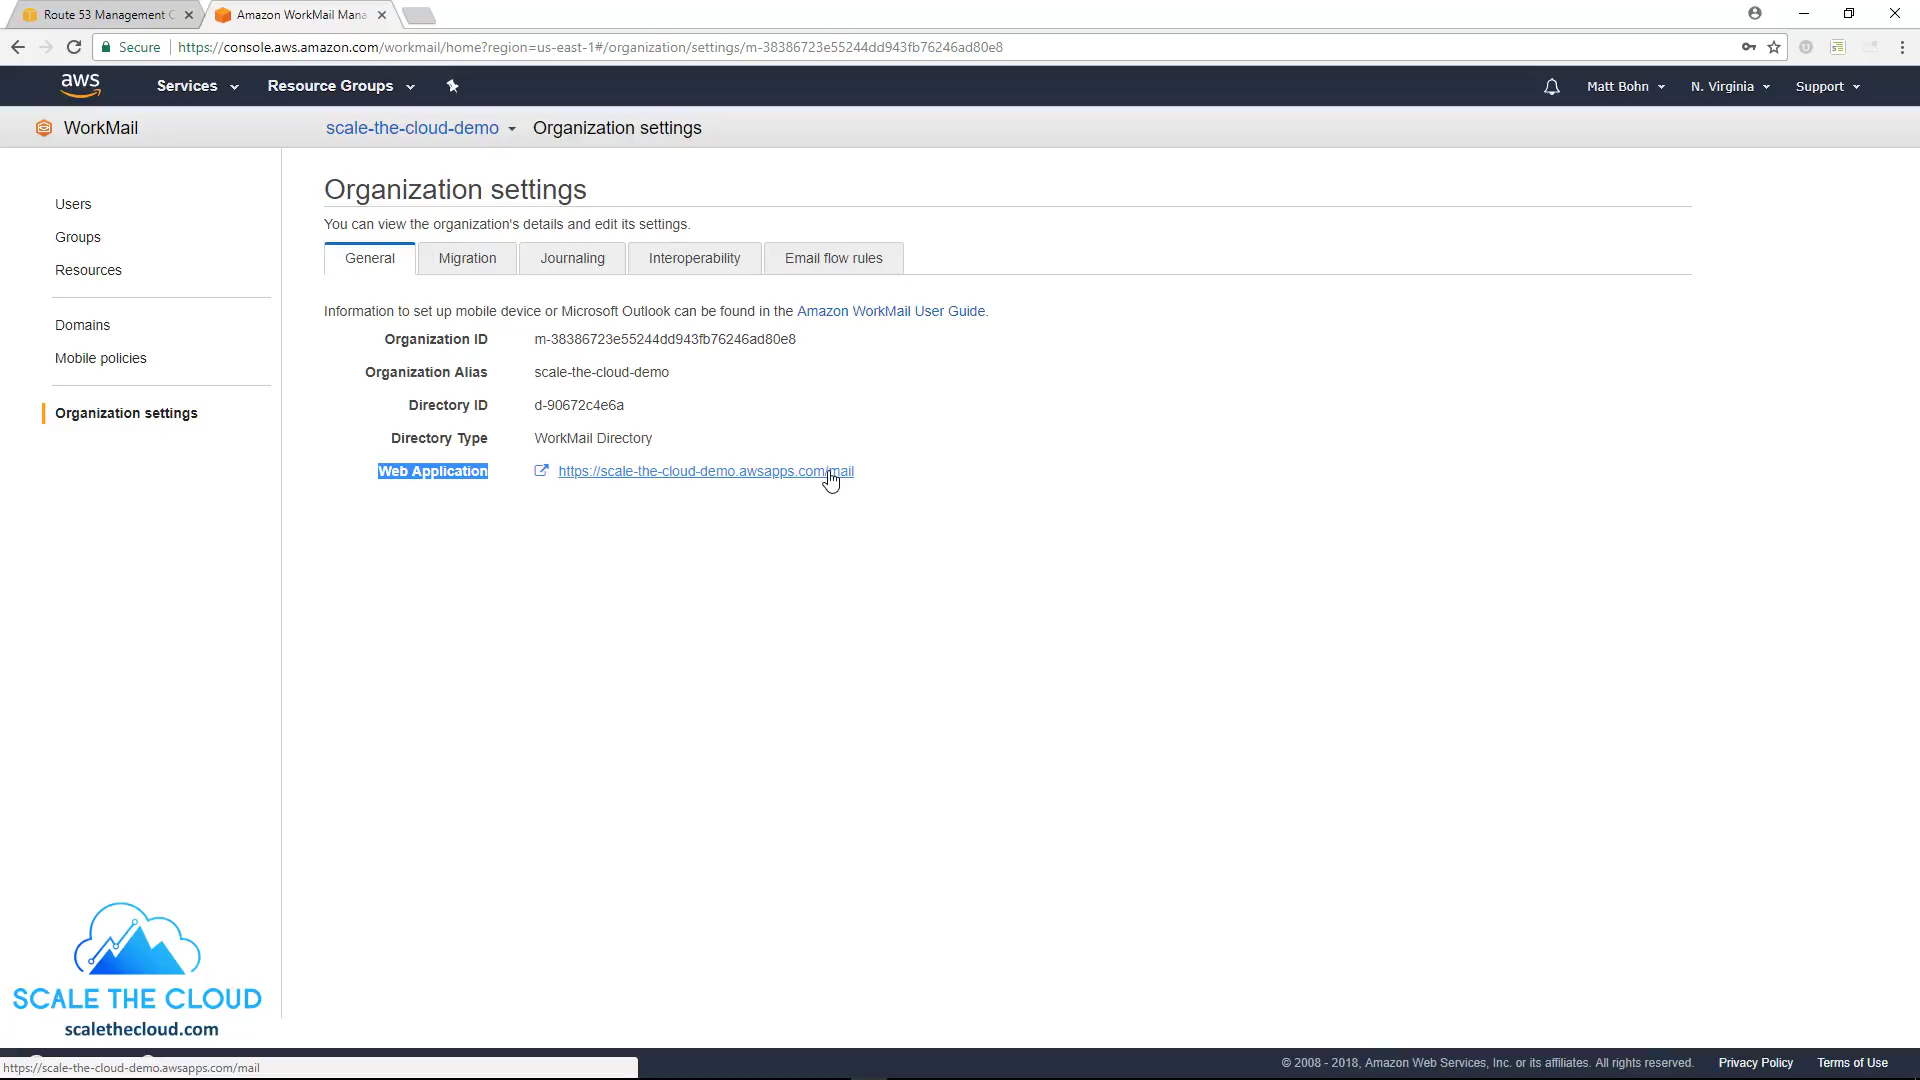 Route 53 Management C
Amazon WorkMail Mana
Secure
https://console.aws.amazon.com/workmail/home?region=us-east-1#/organization/settings/m-38386723e55244dd943fb76246ad80e8
aws
Services
Resource Groups
Matt Bohn
N. Virginia
Support
WorkMail
scale-the-cloud-demo
Organization settings
Users
Groups
Resources
Domains
Mobile policies
Organization settings
Organization settings
You can view the organization's details and edit its settings.
General
Migration
Journaling
Interoperability
Email flow rules
Information to set up mobile device or Microsoft Outlook can be found in the Amazon WorkMail User Guide.
Organization ID m-38386723e55244dd943fb76246ad80e8
Organization Alias scale-the-cloud-demo
Directory ID d-90672c4e6a
Directory Type WorkMail Directory
Web Application https://scale-the-cloud-demo.awsapps.com/mail
SCALE THE CLOUD
scalethecloud.com
https://scale-the-cloud-demo.awsapps.com/mail
© 2008 - 2018, Amazon Web Services, Inc. or its affiliates. All rights reserved.
Privacy Policy
Terms of Use